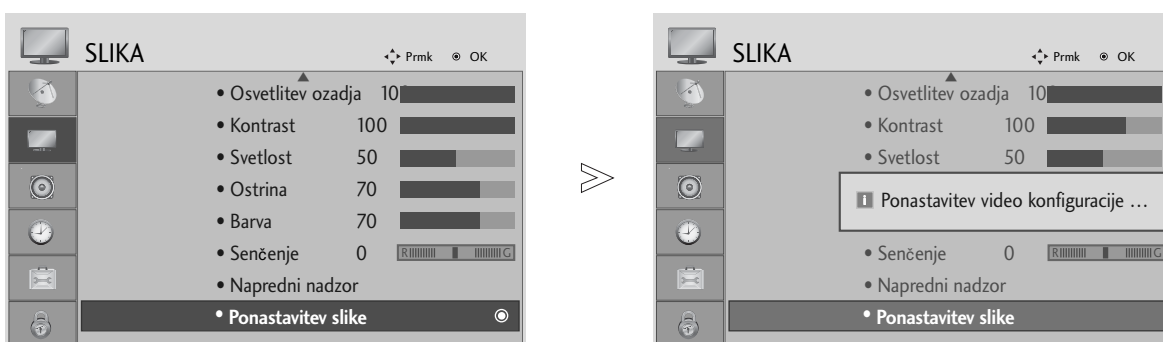 SLIKA Prmk OK
• Osvetlitev ozadja 10
• Kontrast 100
• Svetlost 50
• Ostrina 70
• Barva 70
• Senčenje 0 R G
• Napredni nadzor
• Ponastavitev slike
SLIKA Prmk OK
• Osvetlitev ozadja 10
• Kontrast 100
• Svetlost 50
Ponastavitev video konfiguracije ...
• Senčenje 0 R G
• Napredni nadzor
• Ponastavitev slike